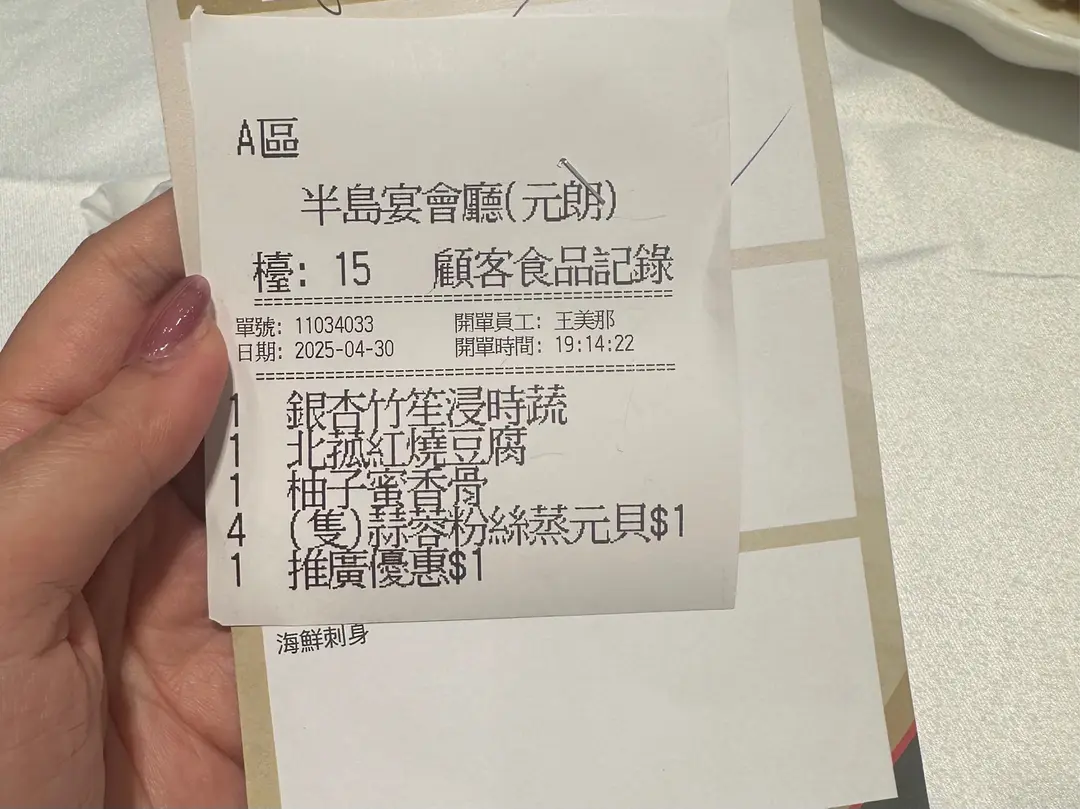 A區
半島宴會廳(元朗)
檯: 15 顧客食品記錄
單號: 11034033 開單員工: 王美那
日期: 2025-04-30 開單時間: 19:14:22
1 銀杏竹笙浸時蔬
1 北菰紅燒豆腐
1 柚子蜜香骨
4 (隻)蒜蓉粉絲蒸元貝$1
1 推廣優惠$1
海鮮刺身